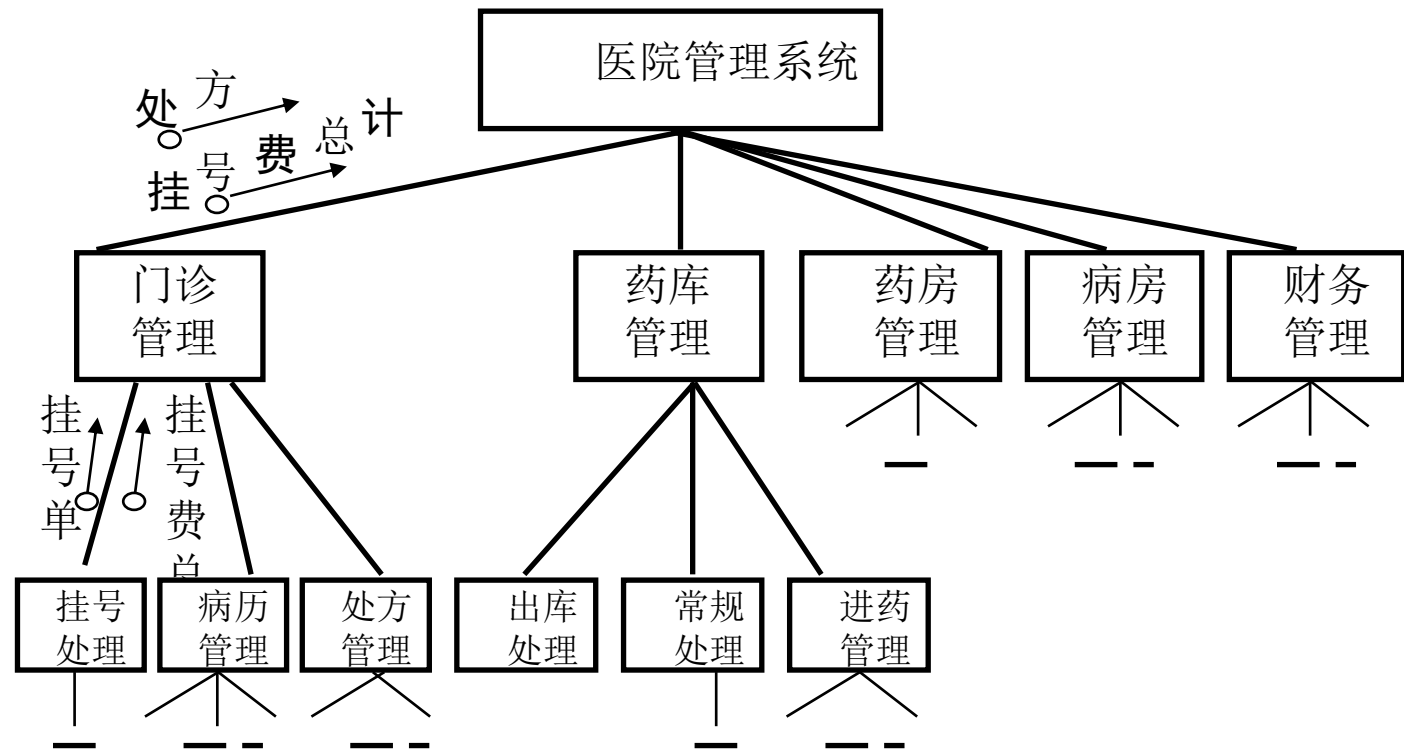 医院管理系统
处方
挂号费总计
门诊
管理
药库
管理
药房
管理
病房
管理
财务
管理
挂号单
挂号费总
挂号
处理
病历
管理
处方
管理
出库
处理
常规
处理
进药
管理